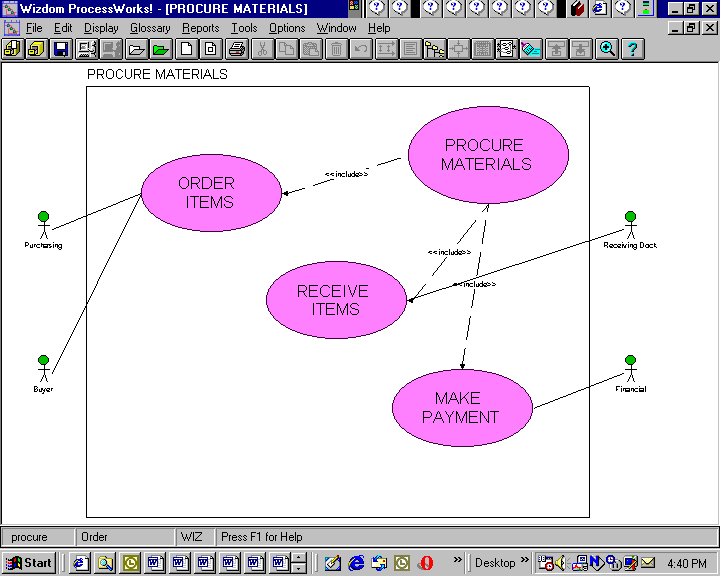 Wizdom ProcessWorks! - [PROCURE MATERIALS]
File Edit Display Glossary Reports Tools Options Window Help
PROCURE MATERIALS
PROCURE
MATERIALS
ORDER
ITEMS
<<include>>
Purchasing
Receiving Dock
<<include>>
<<include>>
RECEIVE
ITEMS
Buyer
Financial
MAKE
PAYMENT
procure Order WIZ Press F1 for Help
Start Desktop 4:40 PM